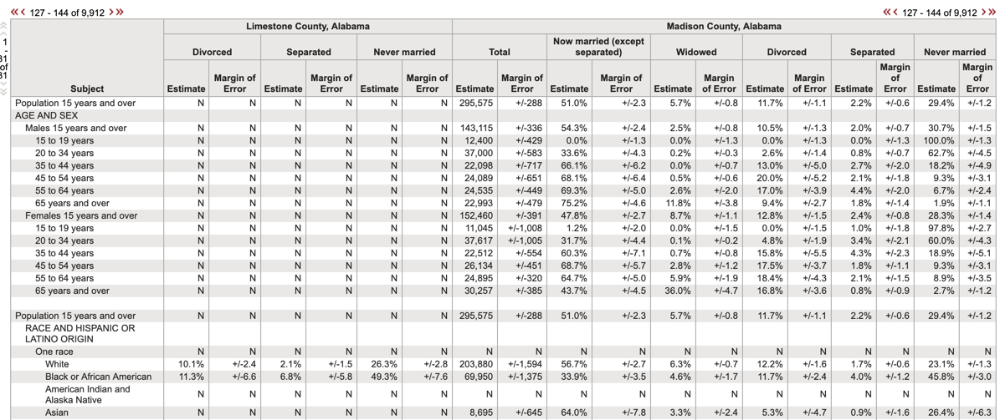 127 - 144 of 9,912
127 - 144 of 9,912
Limestone County, Alabama Madison County, Alabama
Divorced Separated Never married Total Now married (except separated) Widowed Divorced Separated Never married
Subject Estimate Margin of Error Estimate Margin of Error Estimate Margin of Error Estimate Margin of Error Estimate Margin of Error Estimate Margin of Error Estimate Margin of Error Estimate Margin of Error Estimate Margin of Error
Population 15 years and over N N N N N N 295,575 +/-288 51.0% +/-2.3 5.7% +/-0.8 11.7% +/-1.1 2.2% +/-0.6 29.4% +/-1.2
AGE AND SEX
Males 15 years and over N N N N N N 143,115 +/-336 54.3% +/-2.4 2.5% +/-0.8 10.5% +/-1.3 2.0% +/-0.7 30.7% +/-1.5
15 to 19 years N N N N N N 12,400 +/-429 0.0% +/-1.3 0.0% +/-1.3 0.0% +/-1.3 0.0% +/-1.3 100.0% +/-1.3
20 to 34 years N N N N N N 37,000 +/-583 33.6% +/-4.3 0.2% +/-0.3 2.6% +/-1.4 0.8% +/-0.7 62.7% +/-4.5
35 to 44 years N N N N N N 22,098 +/-717 66.1% +/-6.2 0.0% +/-0.7 13.0% +/-5.0 2.7% +/-2.0 18.2% +/-4.9
45 to 54 years N N N N N N 24,089 +/-651 68.1% +/-6.4 0.5% +/-0.6 20.0% +/-5.2 2.1% +/-1.8 9.3% +/-3.1
55 to 64 years N N N N N N 24,535 +/-449 69.3% +/-5.0 2.6% +/-2.0 17.0% +/-3.9 4.4% +/-2.0 6.7% +/-2.4
65 years and over N N N N N N 22,993 +/-479 75.2% +/-4.6 11.8% +/-3.8 9.4% +/-2.7 1.8% +/-1.4 1.9% +/-1.1
Females 15 years and over N N N N N N 152,460 +/-391 47.8% +/-2.7 8.7% +/-1.1 12.8% +/-1.5 2.4% +/-0.8 28.3% +/-1.4
15 to 19 years N N N N N N 11,045 +/-1,008 1.2% +/-2.0 0.0% +/-1.5 0.0% +/-1.5 1.0% +/-1.8 97.8% +/-2.7
20 to 34 years N N N N N N 37,617 +/-1,005 31.7% +/-4.4 0.1% +/-0.2 4.8% +/-1.9 3.4% +/-2.1 60.0% +/-4.3
35 to 44 years N N N N N N 22,512 +/-554 60.3% +/-7.1 0.7% +/-0.8 15.8% +/-5.5 4.3% +/-2.3 18.9% +/-5.1
45 to 54 years N N N N N N 26,134 +/-451 68.7% +/-5.7 2.8% +/-1.2 17.5% +/-3.7 1.8% +/-1.1 9.3% +/-3.1
55 to 64 years N N N N N N 24,895 +/-320 64.7% +/-5.0 5.9% +/-1.9 18.4% +/-4.3 2.1% +/-1.5 8.9% +/-3.5
65 years and over N N N N N N 30,257 +/-385 43.7% +/-4.5 36.0% +/-4.7 16.8% +/-3.6 0.8% +/-0.9 2.7% +/-1.2
Population 15 years and over N N N N N N 295,575 +/-288 51.0% +/-2.3 5.7% +/-0.8 11.7% +/-1.1 2.2% +/-0.6 29.4% +/-1.2
RACE AND HISPANIC OR
LATINO ORIGIN
One race N N N N N N N N N N N N N N N N N N
White 10.1% +/-2.4 2.1% +/-1.5 26.3% +/-2.8 203,880 +/-1,594 56.7% +/-2.7 6.3% +/-0.7 12.2% +/-1.6 1.7% +/-0.6 23.1% +/-1.3
Black or African American 11.3% +/-6.6 6.8% +/-5.8 49.3% +/-7.6 69,950 +/-1,375 33.9% +/-3.5 4.6% +/-1.7 11.7% +/-2.4 4.0% +/-1.2 45.8% +/-3.0
American Indian and
Alaska Native N N N N N N N N N N N N N N N N N N
Asian N N N N N N 8,695 +/-645 64.0% +/-7.8 3.3% +/-2.4 5.3% +/-4.7 0.9% +/-1.6 26.4% +/-6.3